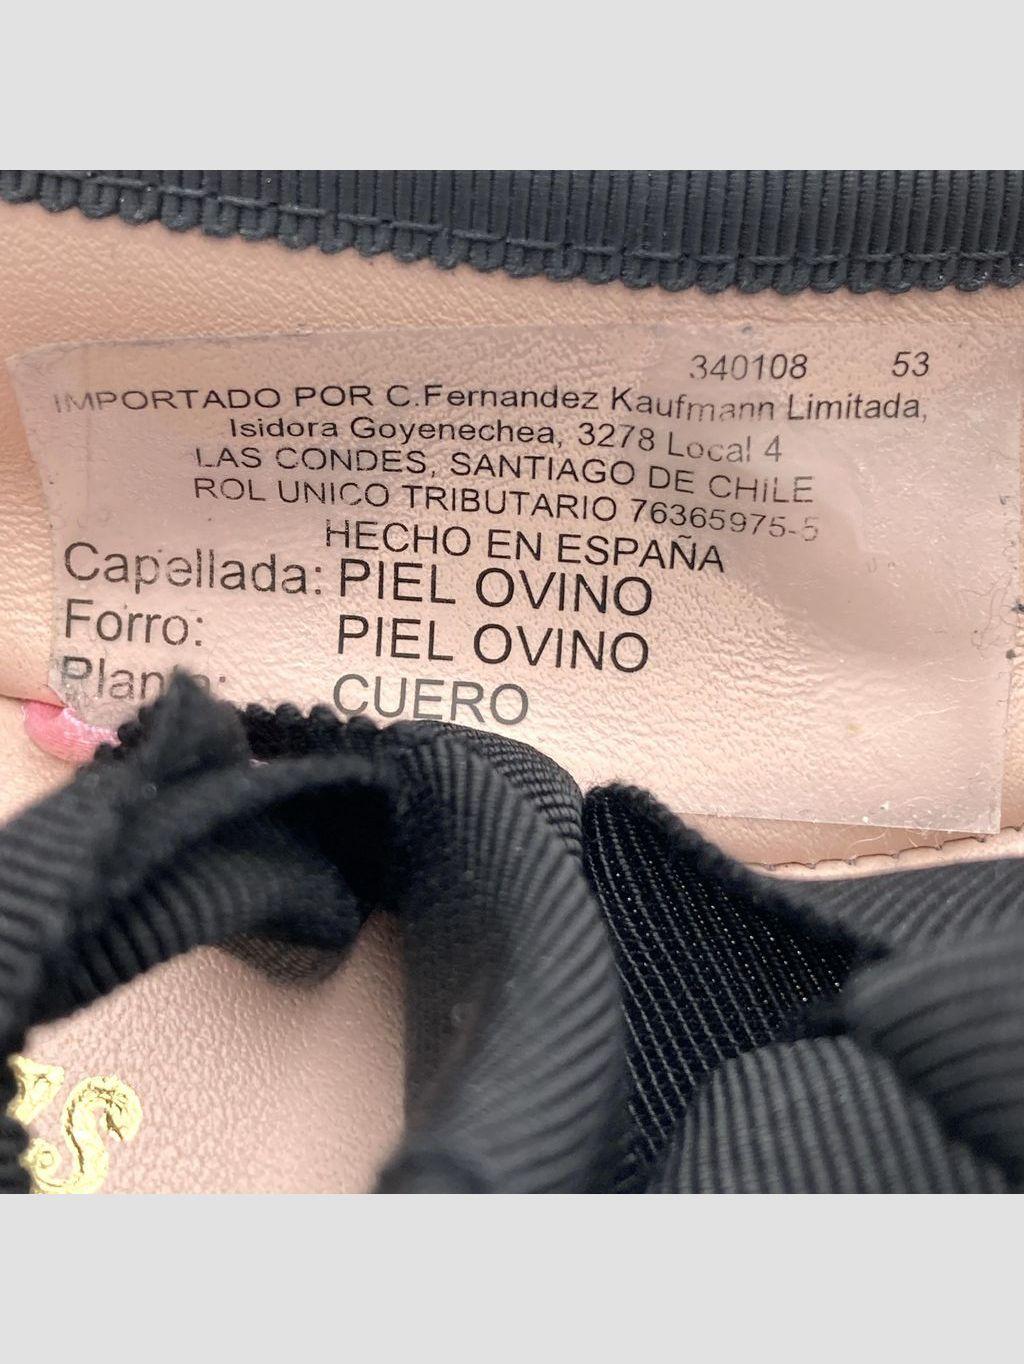 340108 53
IMPORTADO POR C.Fernandez Kaufmann Limitada,
Isidora Goyenechea, 3278 Local 4
LAS CONDES, SANTIAGO DE CHILE
ROL UNICO TRIBUTARIO 76365975-5
HECHO EN ESPAÑA
Capellada: PIEL OVINO
Forro: PIEL OVINO
Planta: CUERO
S